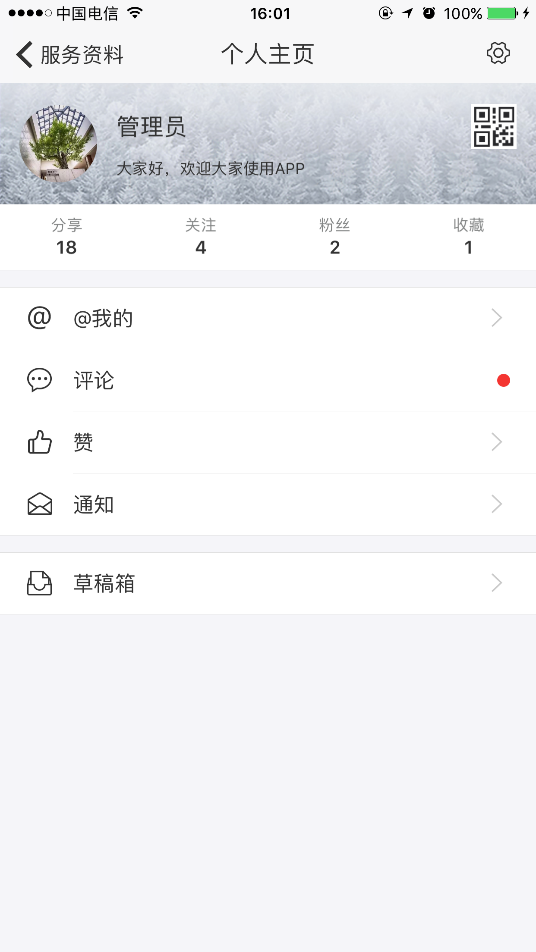 中国电信 16:01 100%
服务资料 个人主页
管理员
大家好，欢迎大家使用APP
分享 关注 粉丝 收藏
18 4 2 1
@我的
评论
赞
通知
草稿箱